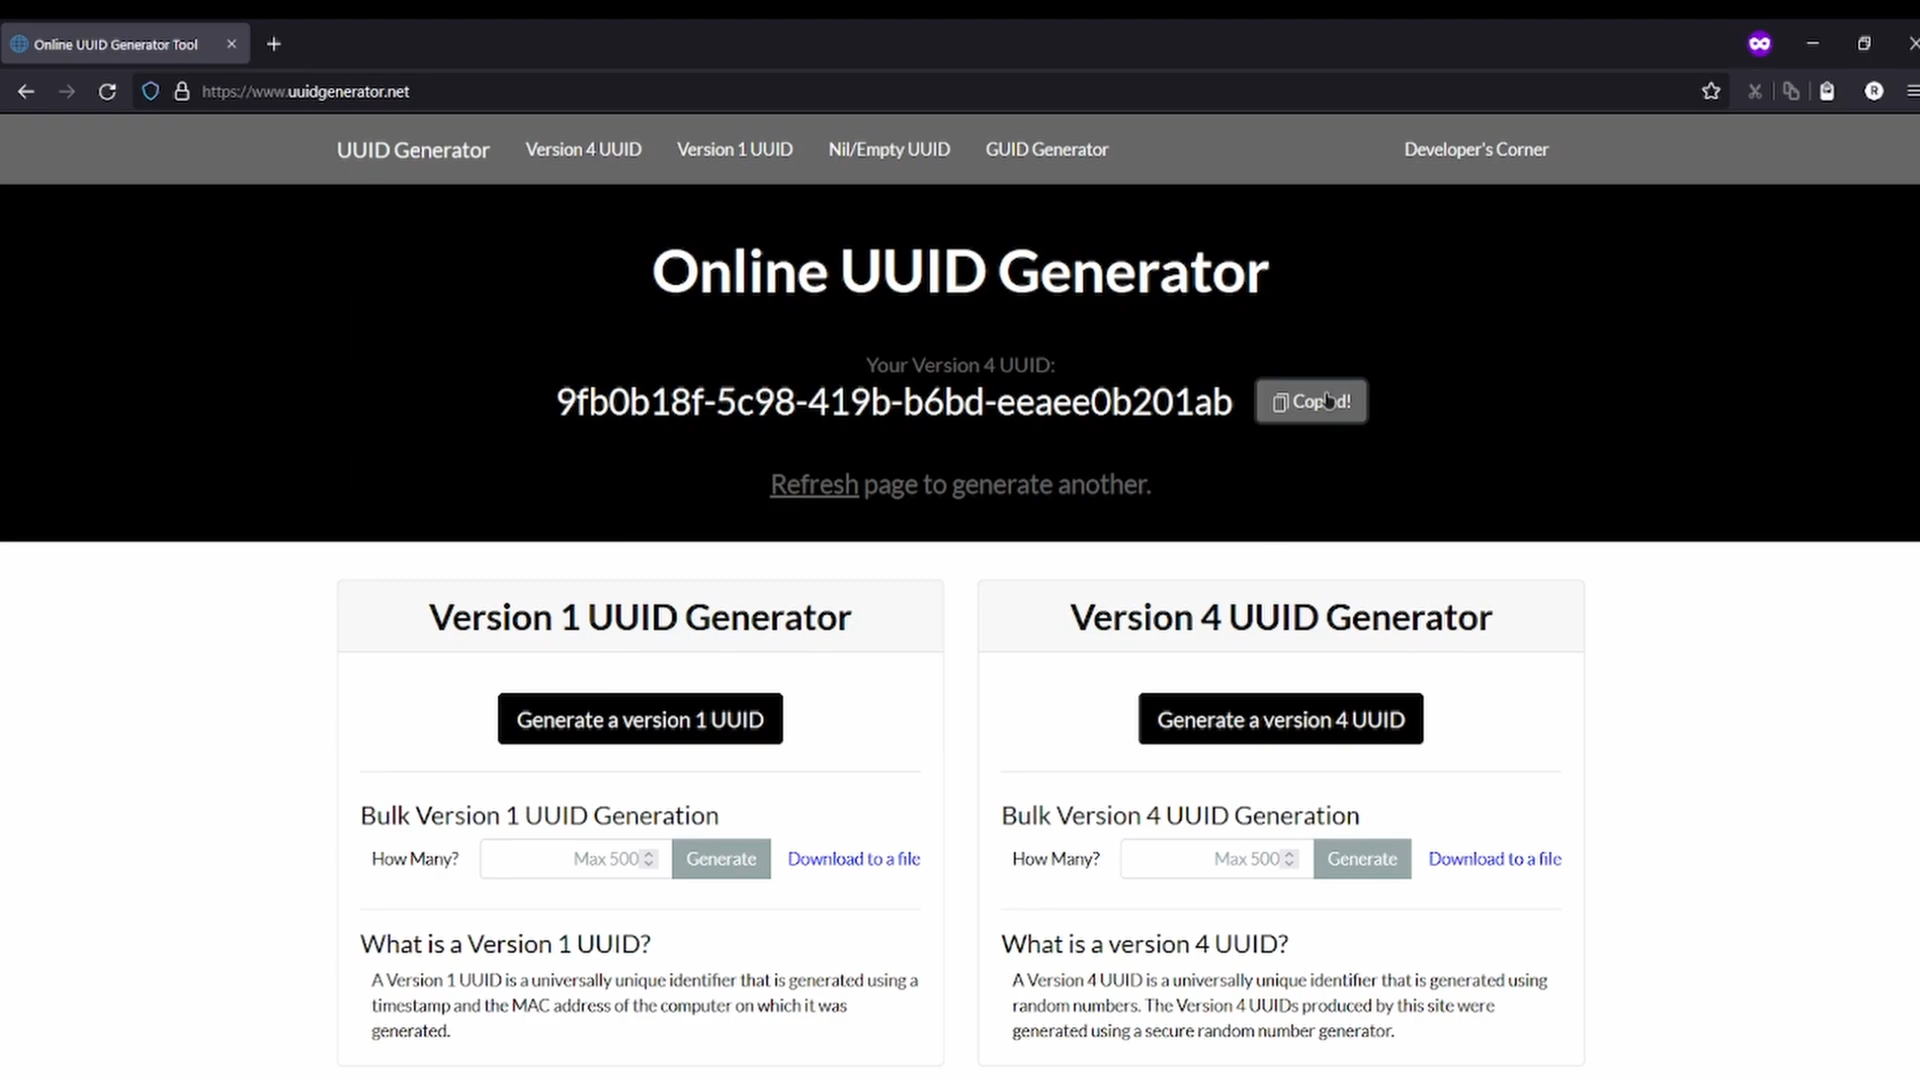 Online UUID Generator Tool
https://www.uuidgenerator.net
R
UUID Generator
Version 4 UUID
Version 1 UUID
Nil/Empty UUID
GUID Generator
Developer's Corner
Online UUID Generator
Your Version 4 UUID:
9fb0b18f-5c98-419b-b6bd-eeaee0b201ab
Copied!
Refresh page to generate another.
Version 1 UUID Generator
Generate a version 1 UUID
Bulk Version 1 UUID Generation
How Many?
Max 500
Generate
Download to a file
What is a Version 1 UUID?
A Version 1 UUID is a universally unique identifier that is generated using a
timestamp and the MAC address of the computer on which it was
generated.
Version 4 UUID Generator
Generate a version 4 UUID
Bulk Version 4 UUID Generation
How Many?
Max 500
Generate
Download to a file
What is a version 4 UUID?
A Version 4 UUID is a universally unique identifier that is generated using
random numbers. The Version 4 UUIDs produced by this site were
generated using a secure random number generator.